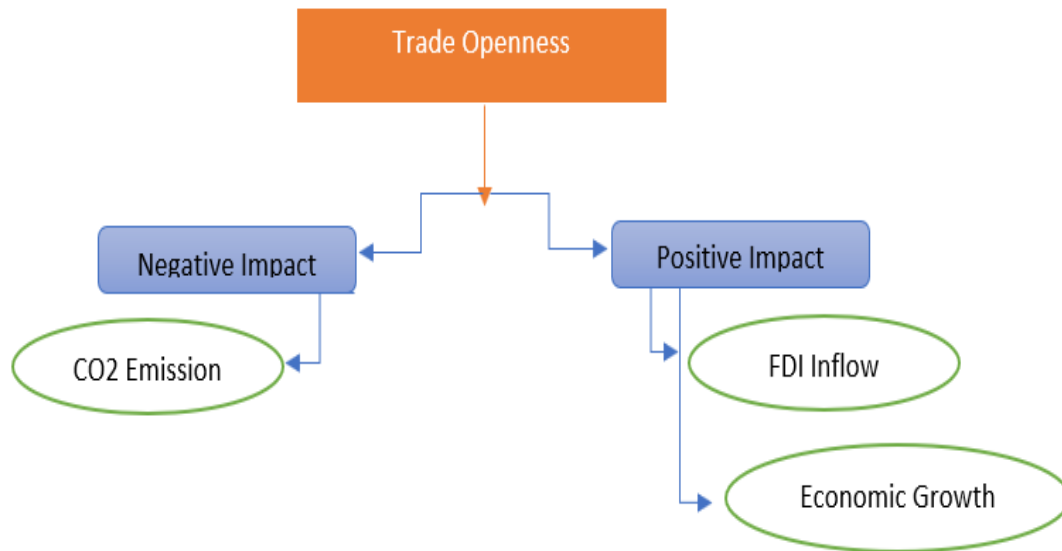 Trade Openness
Negative Impact
Positive Impact
CO2 Emission
FDI Inflow
Economic Growth